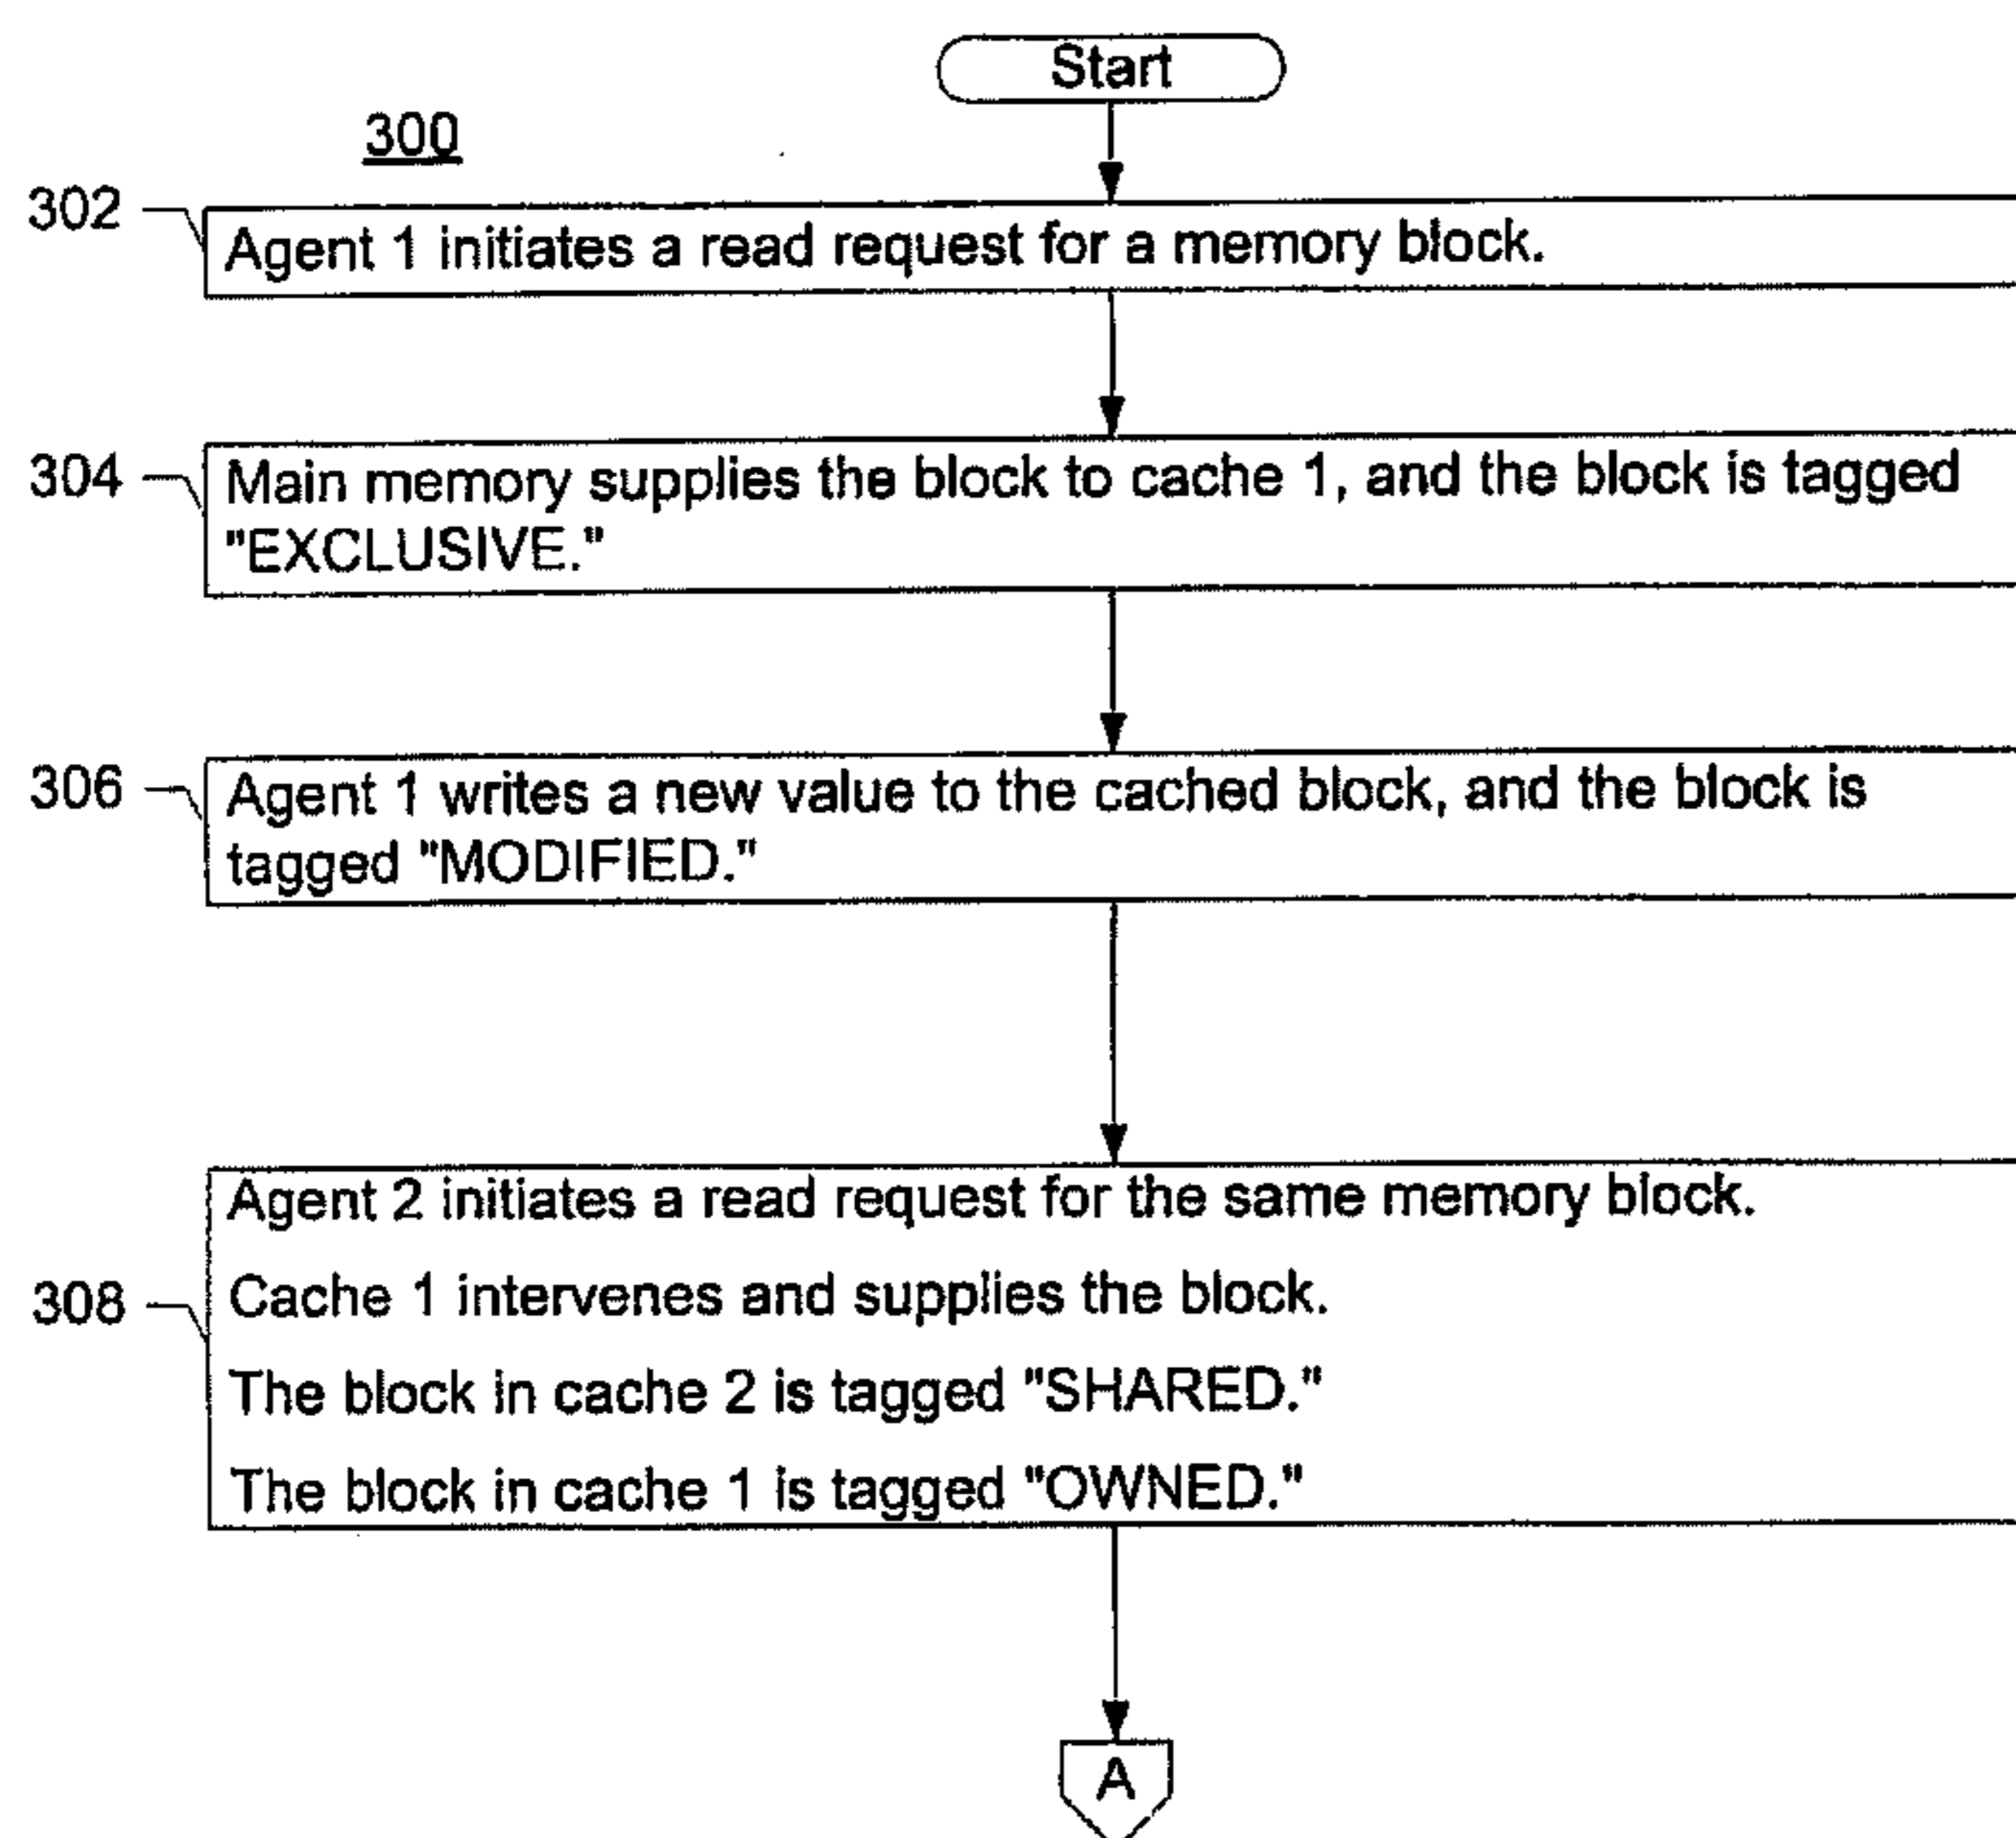 Start
300
302
Agent 1 initiates a read request for a memory block.
304
Main memory supplies the block to cache 1, and the block is tagged
"EXCLUSIVE."
306
Agent 1 writes a new value to the cached block, and the block is
tagged "MODIFIED."
308
Agent 2 initiates a read request for the same memory block.
Cache 1 intervenes and supplies the block.
The block in cache 2 is tagged "SHARED."
The block in cache 1 is tagged "OWNED."
A